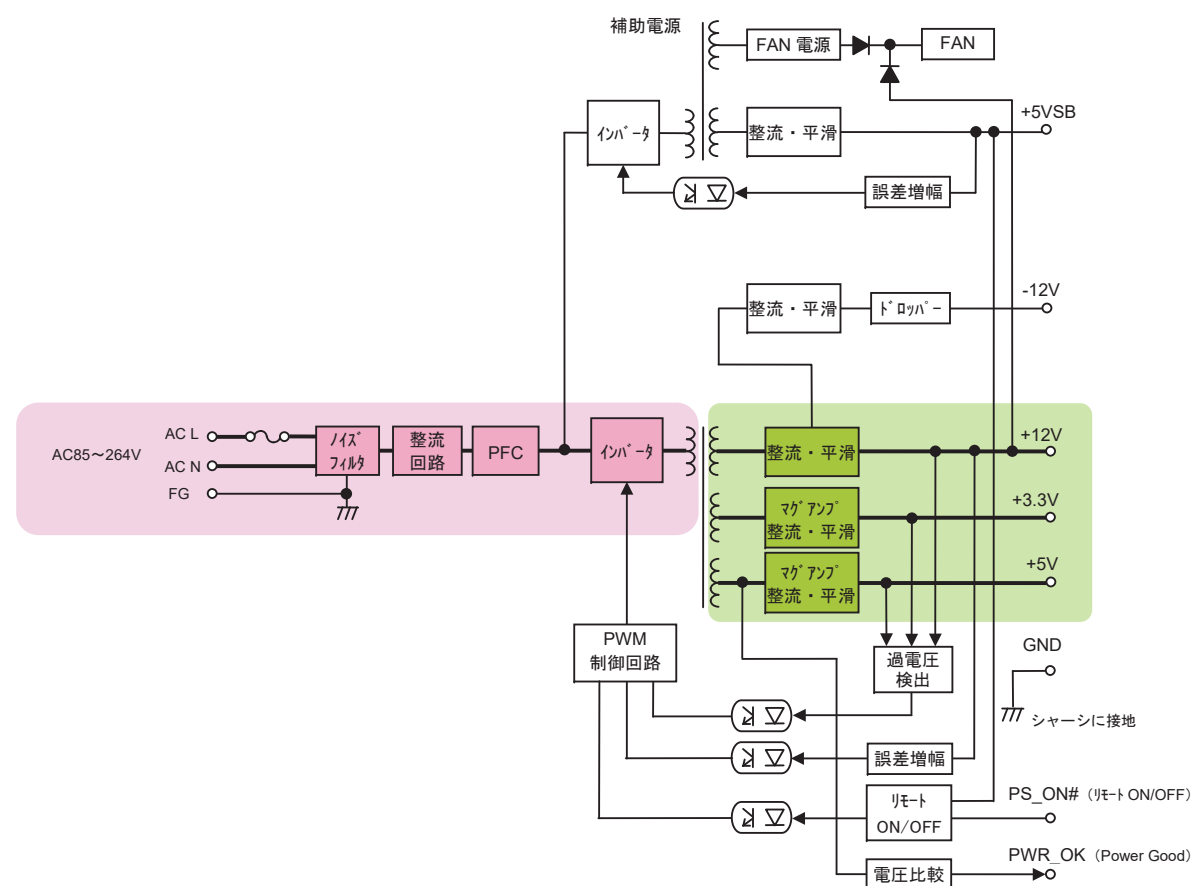 補助電源
FAN 電源
FAN
+5VSB
ｲﾝﾊﾞｰﾀ
整流・平滑
誤差増幅
-12V
整流・平滑
ﾄﾞﾛｯﾊﾟｰ
AC85～264V
AC L
AC N
FG
ﾉｲｽﾞ
ﾌｨﾙﾀ
整流
回路
PFC
ｲﾝﾊﾞｰﾀ
整流・平滑
+12V
ﾏｸﾞｱﾝﾌﾟ
整流・平滑
+3.3V
ﾏｸﾞｱﾝﾌﾟ
整流・平滑
+5V
PWM
制御回路
過電圧
検出
GND
シャーシに接地
誤差増幅
ﾘﾓｰﾄ
ON/OFF
PS_ON#（ﾘﾓｰﾄ ON/OFF）
電圧比較
PWR_OK（Power Good）